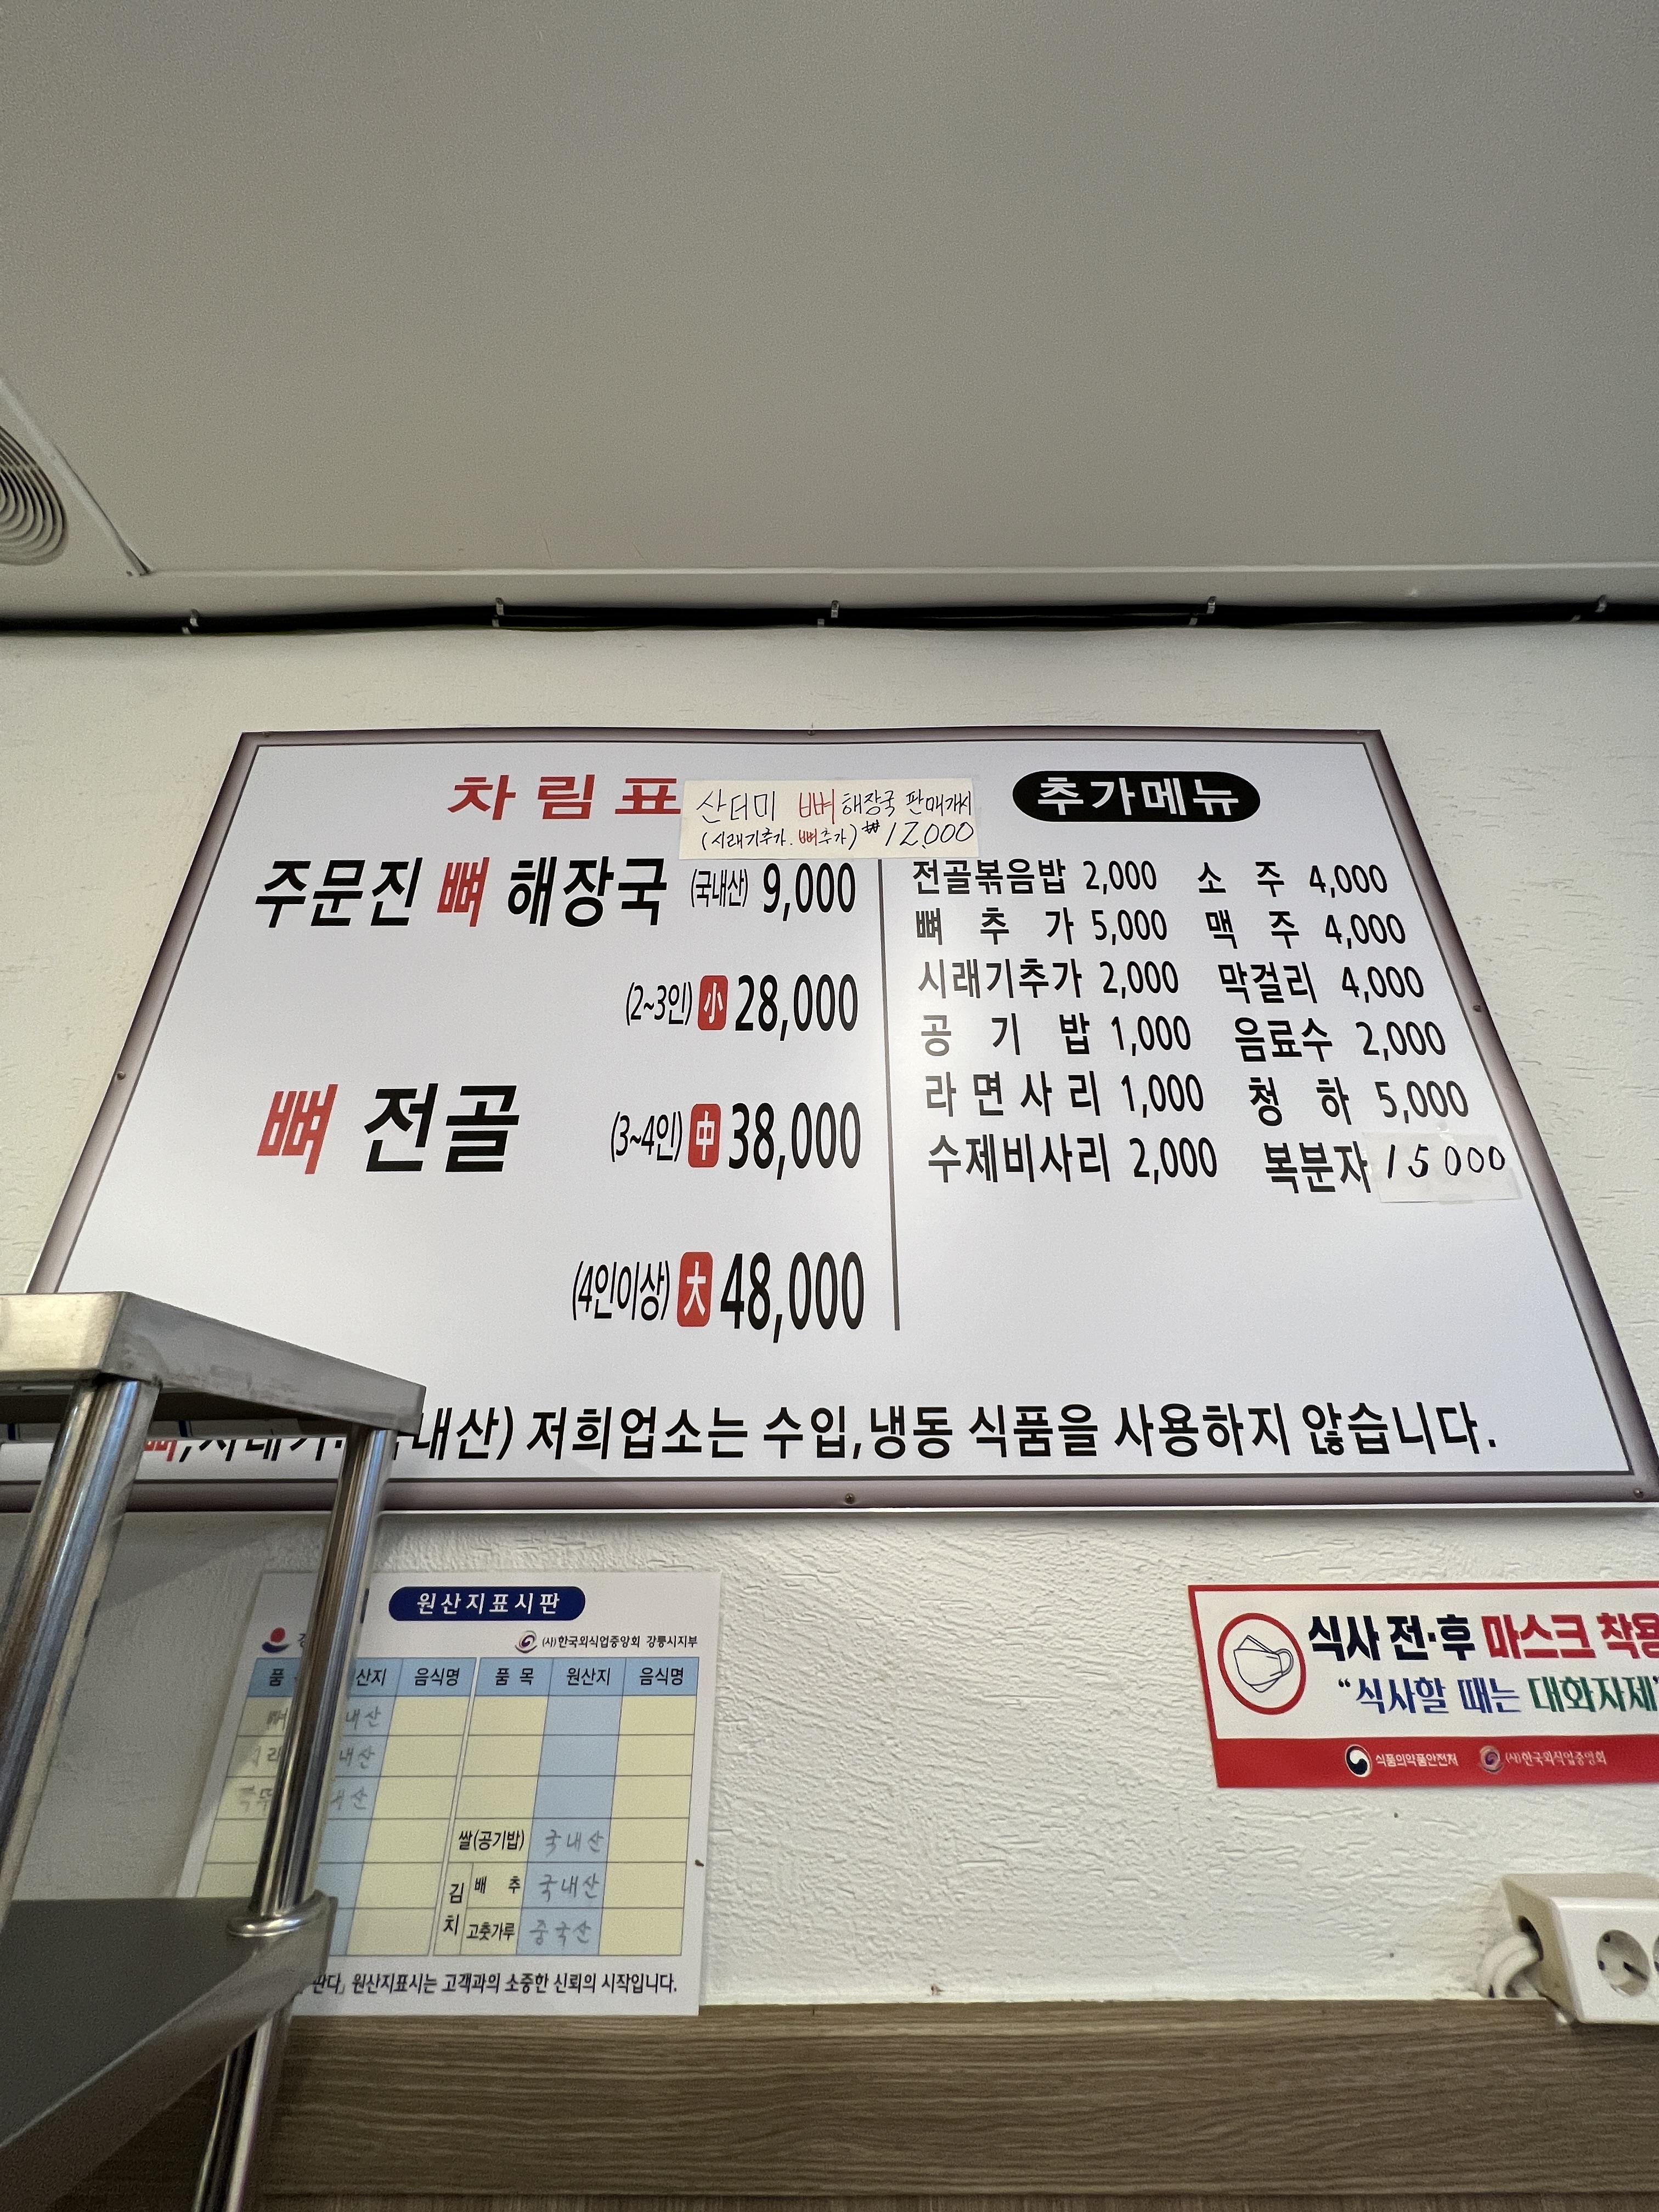 차림표
산더미 뼈 해장국 판매개시
(시래기추가. 뼈추가) ₩12,000
주문진 뼈 해장국 (국내산) 9,000
뼈 전골
(2~3인) 小 28,000
(3~4인) 中 38,000
(4인이상) 大 48,000
추가메뉴
전골볶음밥 2,000 소 주 4,000
뼈 추 가 5,000 맥 주 4,000
시래기추가 2,000 막걸리 4,000
공 기 밥 1,000 음료수 2,000
라면사리 1,000 청 하 5,000
수제비사리 2,000 복분자 15000
내산) 저희업소는 수입,냉동 식품을 사용하지 않습니다.
원산지표시판
(사)한국외식업중앙회 강릉시지부
품 산지 음식명 품 목 원산지 음식명
내산
내산
내산
쌀(공기밥) 국내산
김치 배 추 국내산
고춧가루 중국산
판다」 원산지표시는 고객과의 소중한 신뢰의 시작입니다.
식사 전·후 마스크 착용
"식사할 때는 대화자제"
식품의약품안전처 (사)한국외식업중앙회